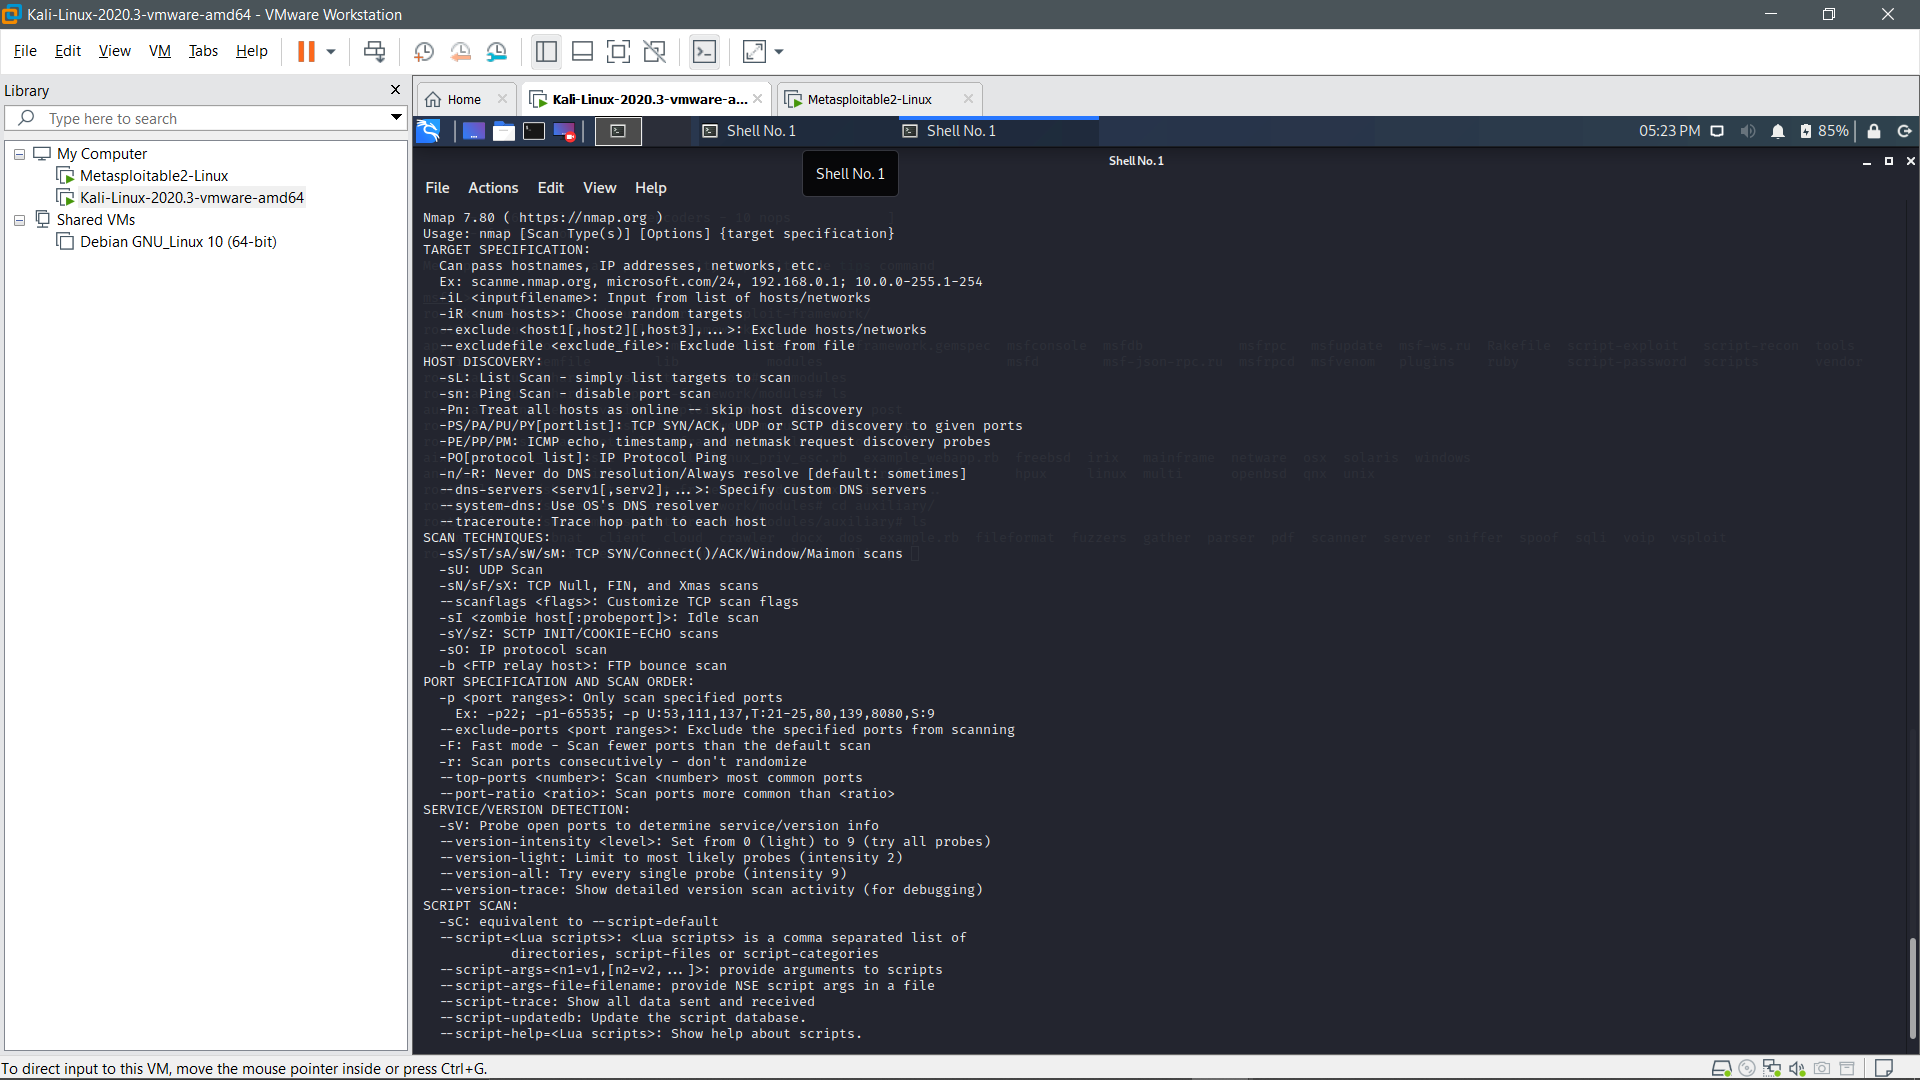 Kali-Linux-2020.3-vmware-amd64 - VMware Workstation
File Edit View VM Tabs Help
Library
Type here to search
My Computer
Metasploitable2-Linux
Kali-Linux-2020.3-vmware-amd64
Shared VMs
Debian GNU_Linux 10 (64-bit)
Home Kali-Linux-2020.3-vmware-a... Metasploitable2-Linux
Shell No. 1 Shell No. 1 05:23 PM 85%
Shell No. 1
Shell No. 1
File Actions Edit View Help
Nmap 7.80 ( https://nmap.org )
Usage: nmap [Scan Type(s)] [Options] {target specification}
TARGET SPECIFICATION:
Can pass hostnames, IP addresses, networks, etc.
Ex: scanme.nmap.org, microsoft.com/24, 192.168.0.1; 10.0.0-255.1-254
-iL <inputfilename>: Input from list of hosts/networks
-iR <num hosts>: Choose random targets
--exclude <host1[,host2][,host3],...>: Exclude hosts/networks
--excludefile <exclude_file>: Exclude list from file
HOST DISCOVERY:
-sL: List Scan - simply list targets to scan
-sn: Ping Scan - disable port scan
-Pn: Treat all hosts as online -- skip host discovery
-PS/PA/PU/PY[portlist]: TCP SYN/ACK, UDP or SCTP discovery to given ports
-PE/PP/PM: ICMP echo, timestamp, and netmask request discovery probes
-PO[protocol list]: IP Protocol Ping
-n/-R: Never do DNS resolution/Always resolve [default: sometimes]
--dns-servers <serv1[,serv2],...>: Specify custom DNS servers
--system-dns: Use OS's DNS resolver
--traceroute: Trace hop path to each host
SCAN TECHNIQUES:
-sS/sT/sA/sW/sM: TCP SYN/Connect()/ACK/Window/Maimon scans
-sU: UDP Scan
-sN/sF/sX: TCP Null, FIN, and Xmas scans
--scanflags <flags>: Customize TCP scan flags
-sI <zombie host[:probeport]>: Idle scan
-sY/sZ: SCTP INIT/COOKIE-ECHO scans
-sO: IP protocol scan
-b <FTP relay host>: FTP bounce scan
PORT SPECIFICATION AND SCAN ORDER:
-p <port ranges>: Only scan specified ports
Ex: -p22; -p1-65535; -p U:53,111,137,T:21-25,80,139,8080,S:9
--exclude-ports <port ranges>: Exclude the specified ports from scanning
-F: Fast mode - Scan fewer ports than the default scan
-r: Scan ports consecutively - don't randomize
--top-ports <number>: Scan <number> most common ports
--port-ratio <ratio>: Scan ports more common than <ratio>
SERVICE/VERSION DETECTION:
-sV: Probe open ports to determine service/version info
--version-intensity <level>: Set from 0 (light) to 9 (try all probes)
--version-light: Limit to most likely probes (intensity 2)
--version-all: Try every single probe (intensity 9)
--version-trace: Show detailed version scan activity (for debugging)
SCRIPT SCAN:
-sC: equivalent to --script=default
--script=<Lua scripts>: <Lua scripts> is a comma separated list of
directories, script-files or script-categories
--script-args=<n1=v1,[n2=v2,...]>: provide arguments to scripts
--script-args-file=filename: provide NSE script args in a file
--script-trace: Show all data sent and received
--script-updatedb: Update the script database.
--script-help=<Lua scripts>: Show help about scripts.
To direct input to this VM, move the mouse pointer inside or press Ctrl+G.